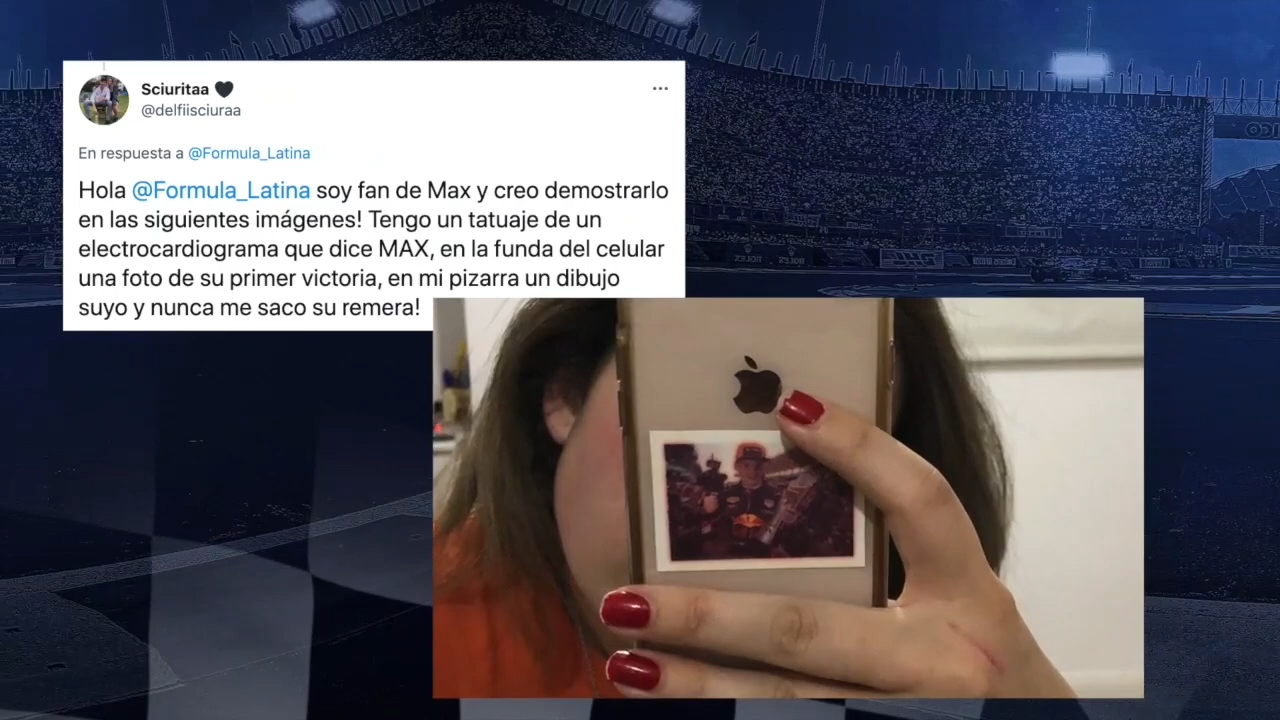 Sciuritaa 🖤
@delfiisciuraa
En respuesta a @Formula_Latina
Hola @Formula_Latina soy fan de Max y creo demostrarlo
en las siguientes imágenes! Tengo un tatuaje de un
electrocardiograma que dice MAX, en la funda del celular
una foto de su primer victoria, en mi pizarra un dibujo
suyo y nunca me saco su remera!